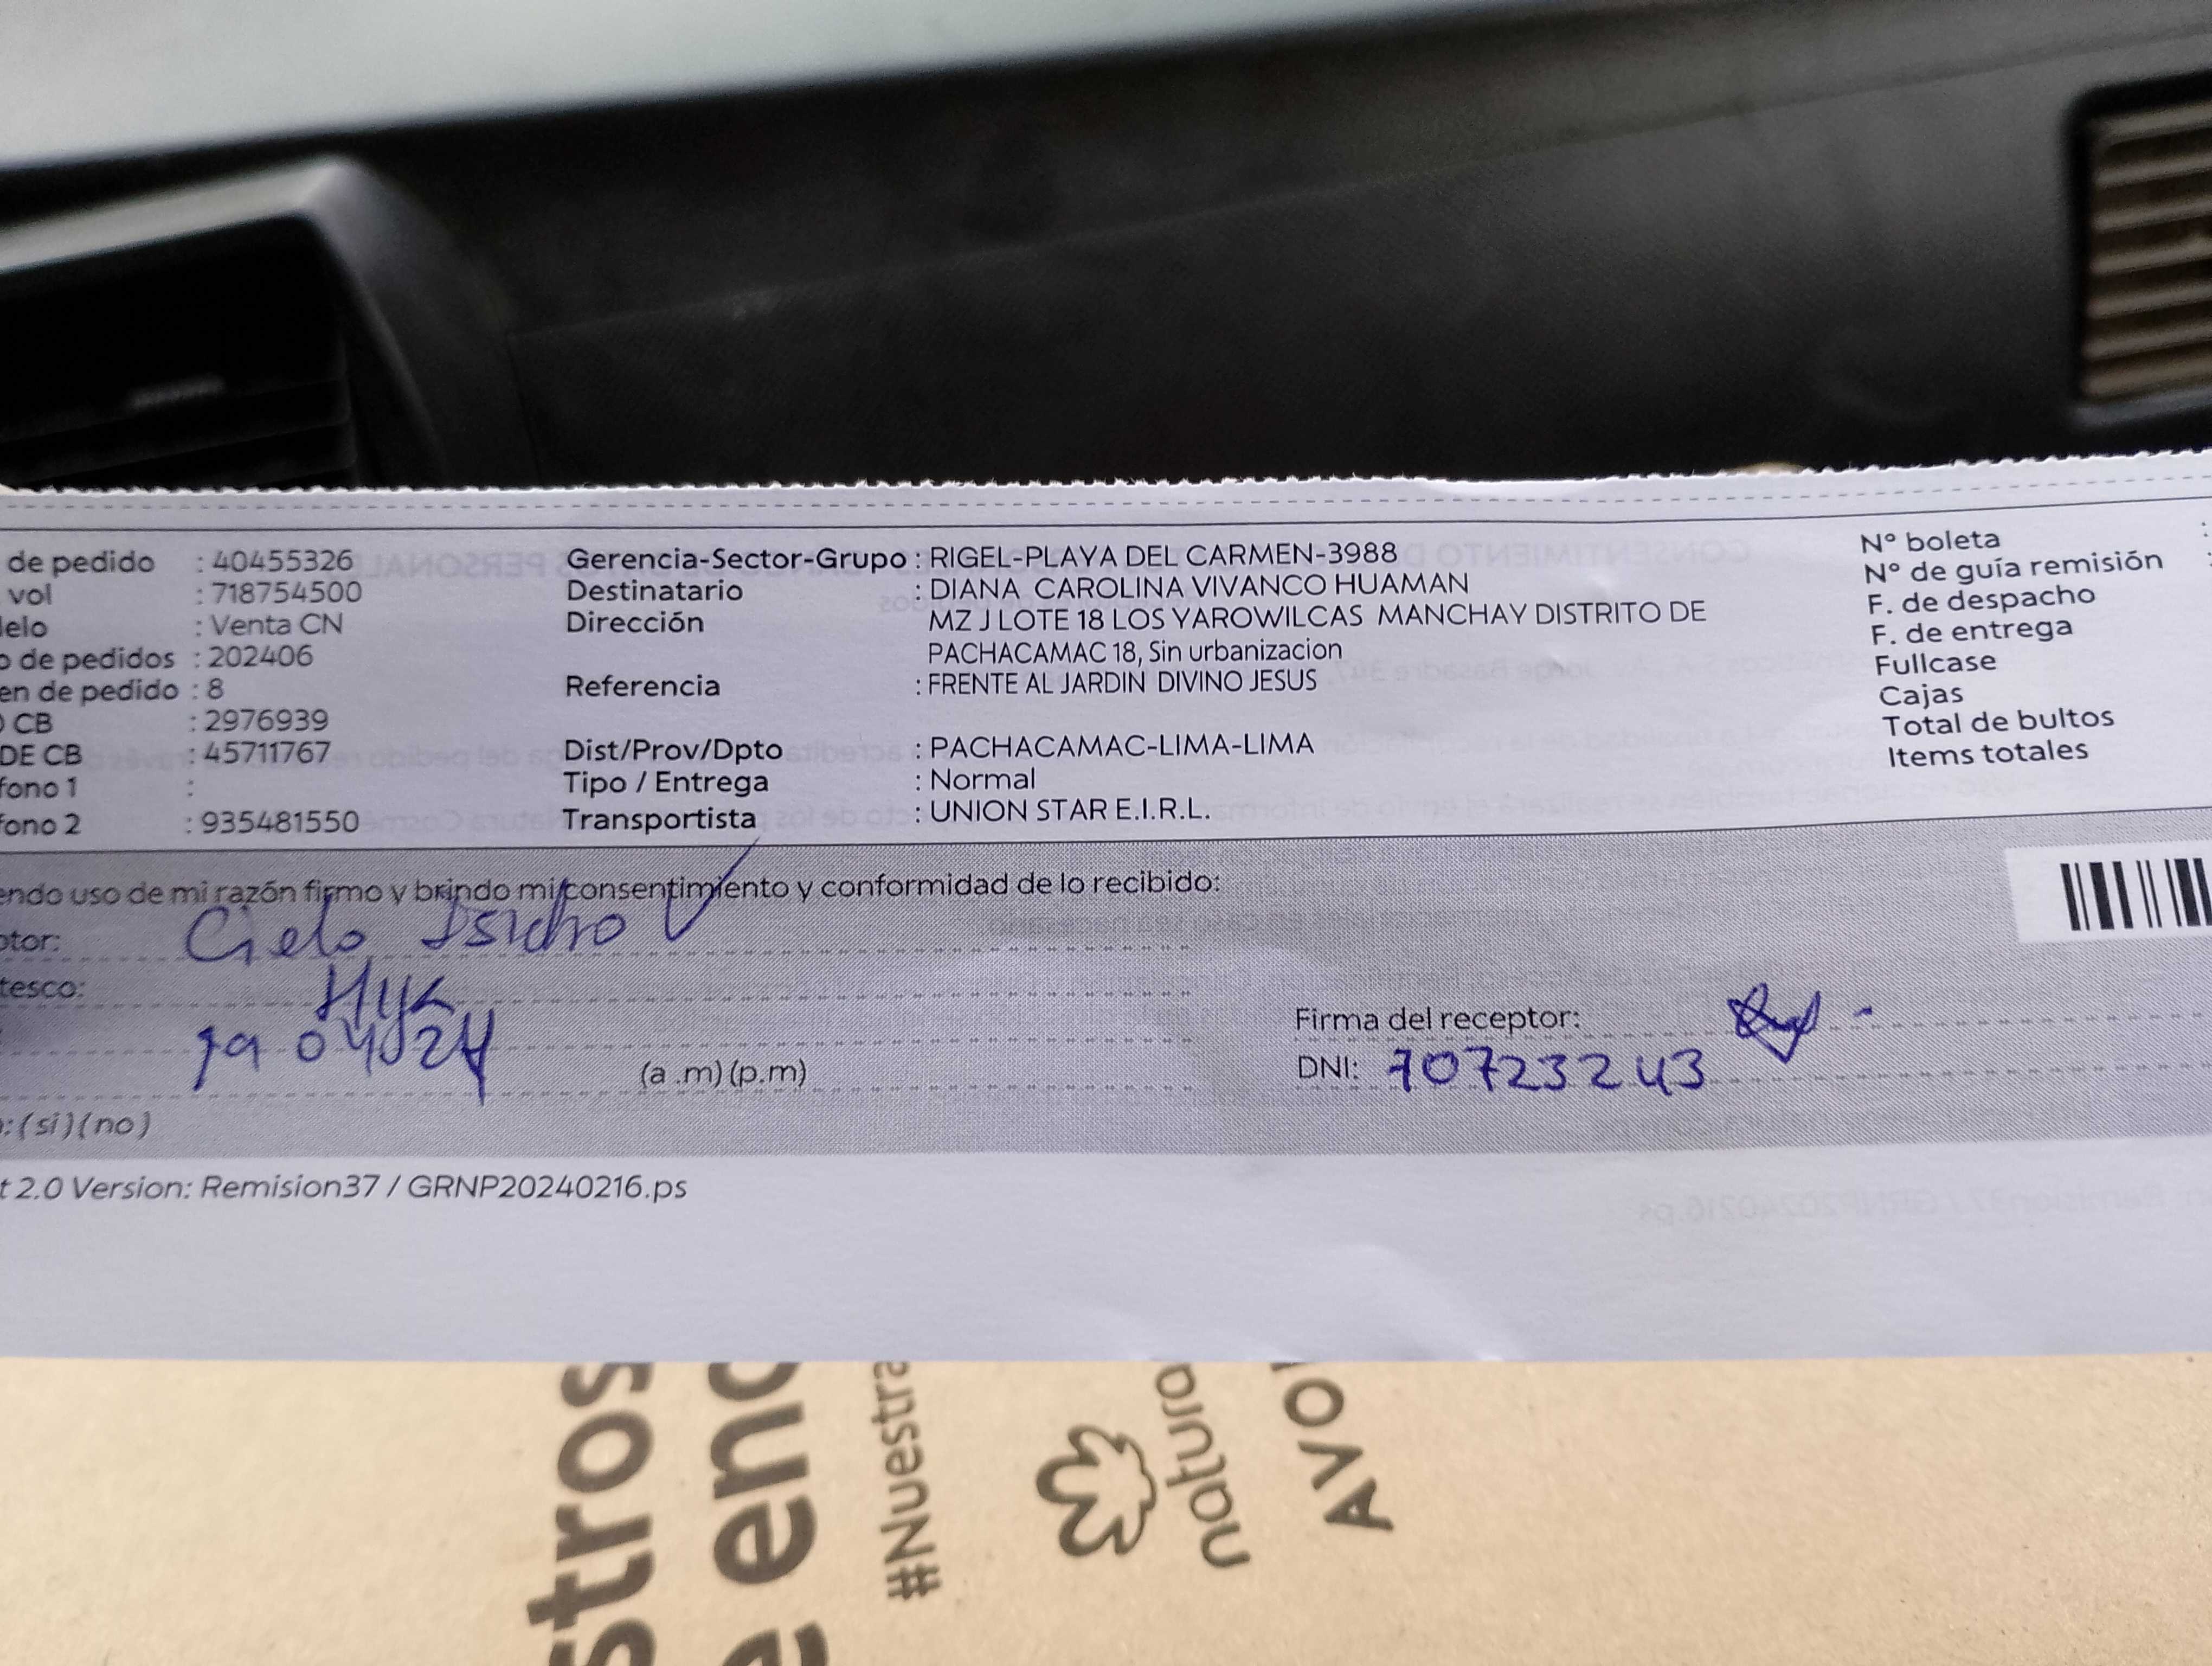 de pedido : 40455326
vol : 718754500
elo : Venta CN
o de pedidos : 202406
en de pedido : 8
CB : 2976939
DE CB : 45711767
fono 1 :
fono 2 : 935481550
Gerencia-Sector-Grupo : RIGEL-PLAYA DEL CARMEN-3988
Destinatario : DIANA CAROLINA VIVANCO HUAMAN
Dirección : MZ J LOTE 18 LOS YAROWILCAS MANCHAY DISTRITO DE
PACHACAMAC 18, Sin urbanizacion
Referencia : FRENTE AL JARDIN DIVINO JESUS
Dist/Prov/Dpto : PACHACAMAC-LIMA-LIMA
Tipo / Entrega : Normal
Transportista : UNION STAR E.I.R.L.
N° boleta :
N° de guía remisión :
F. de despacho
F. de entrega
Fullcase
Cajas
Total de bultos
Items totales
endo uso de mi razón firmo y brindo mi consentimiento y conformidad de lo recibido:
ptor: Cielo Isidro V
tesco:
19 04 24 (a .m) (p.m)
Firma del receptor:
DNI: 70723243
: (si) (no)
t 2.0 Version: Remision37 / GRNP20240216.ps
stros
e enc
#Nuestra
natura
Avo